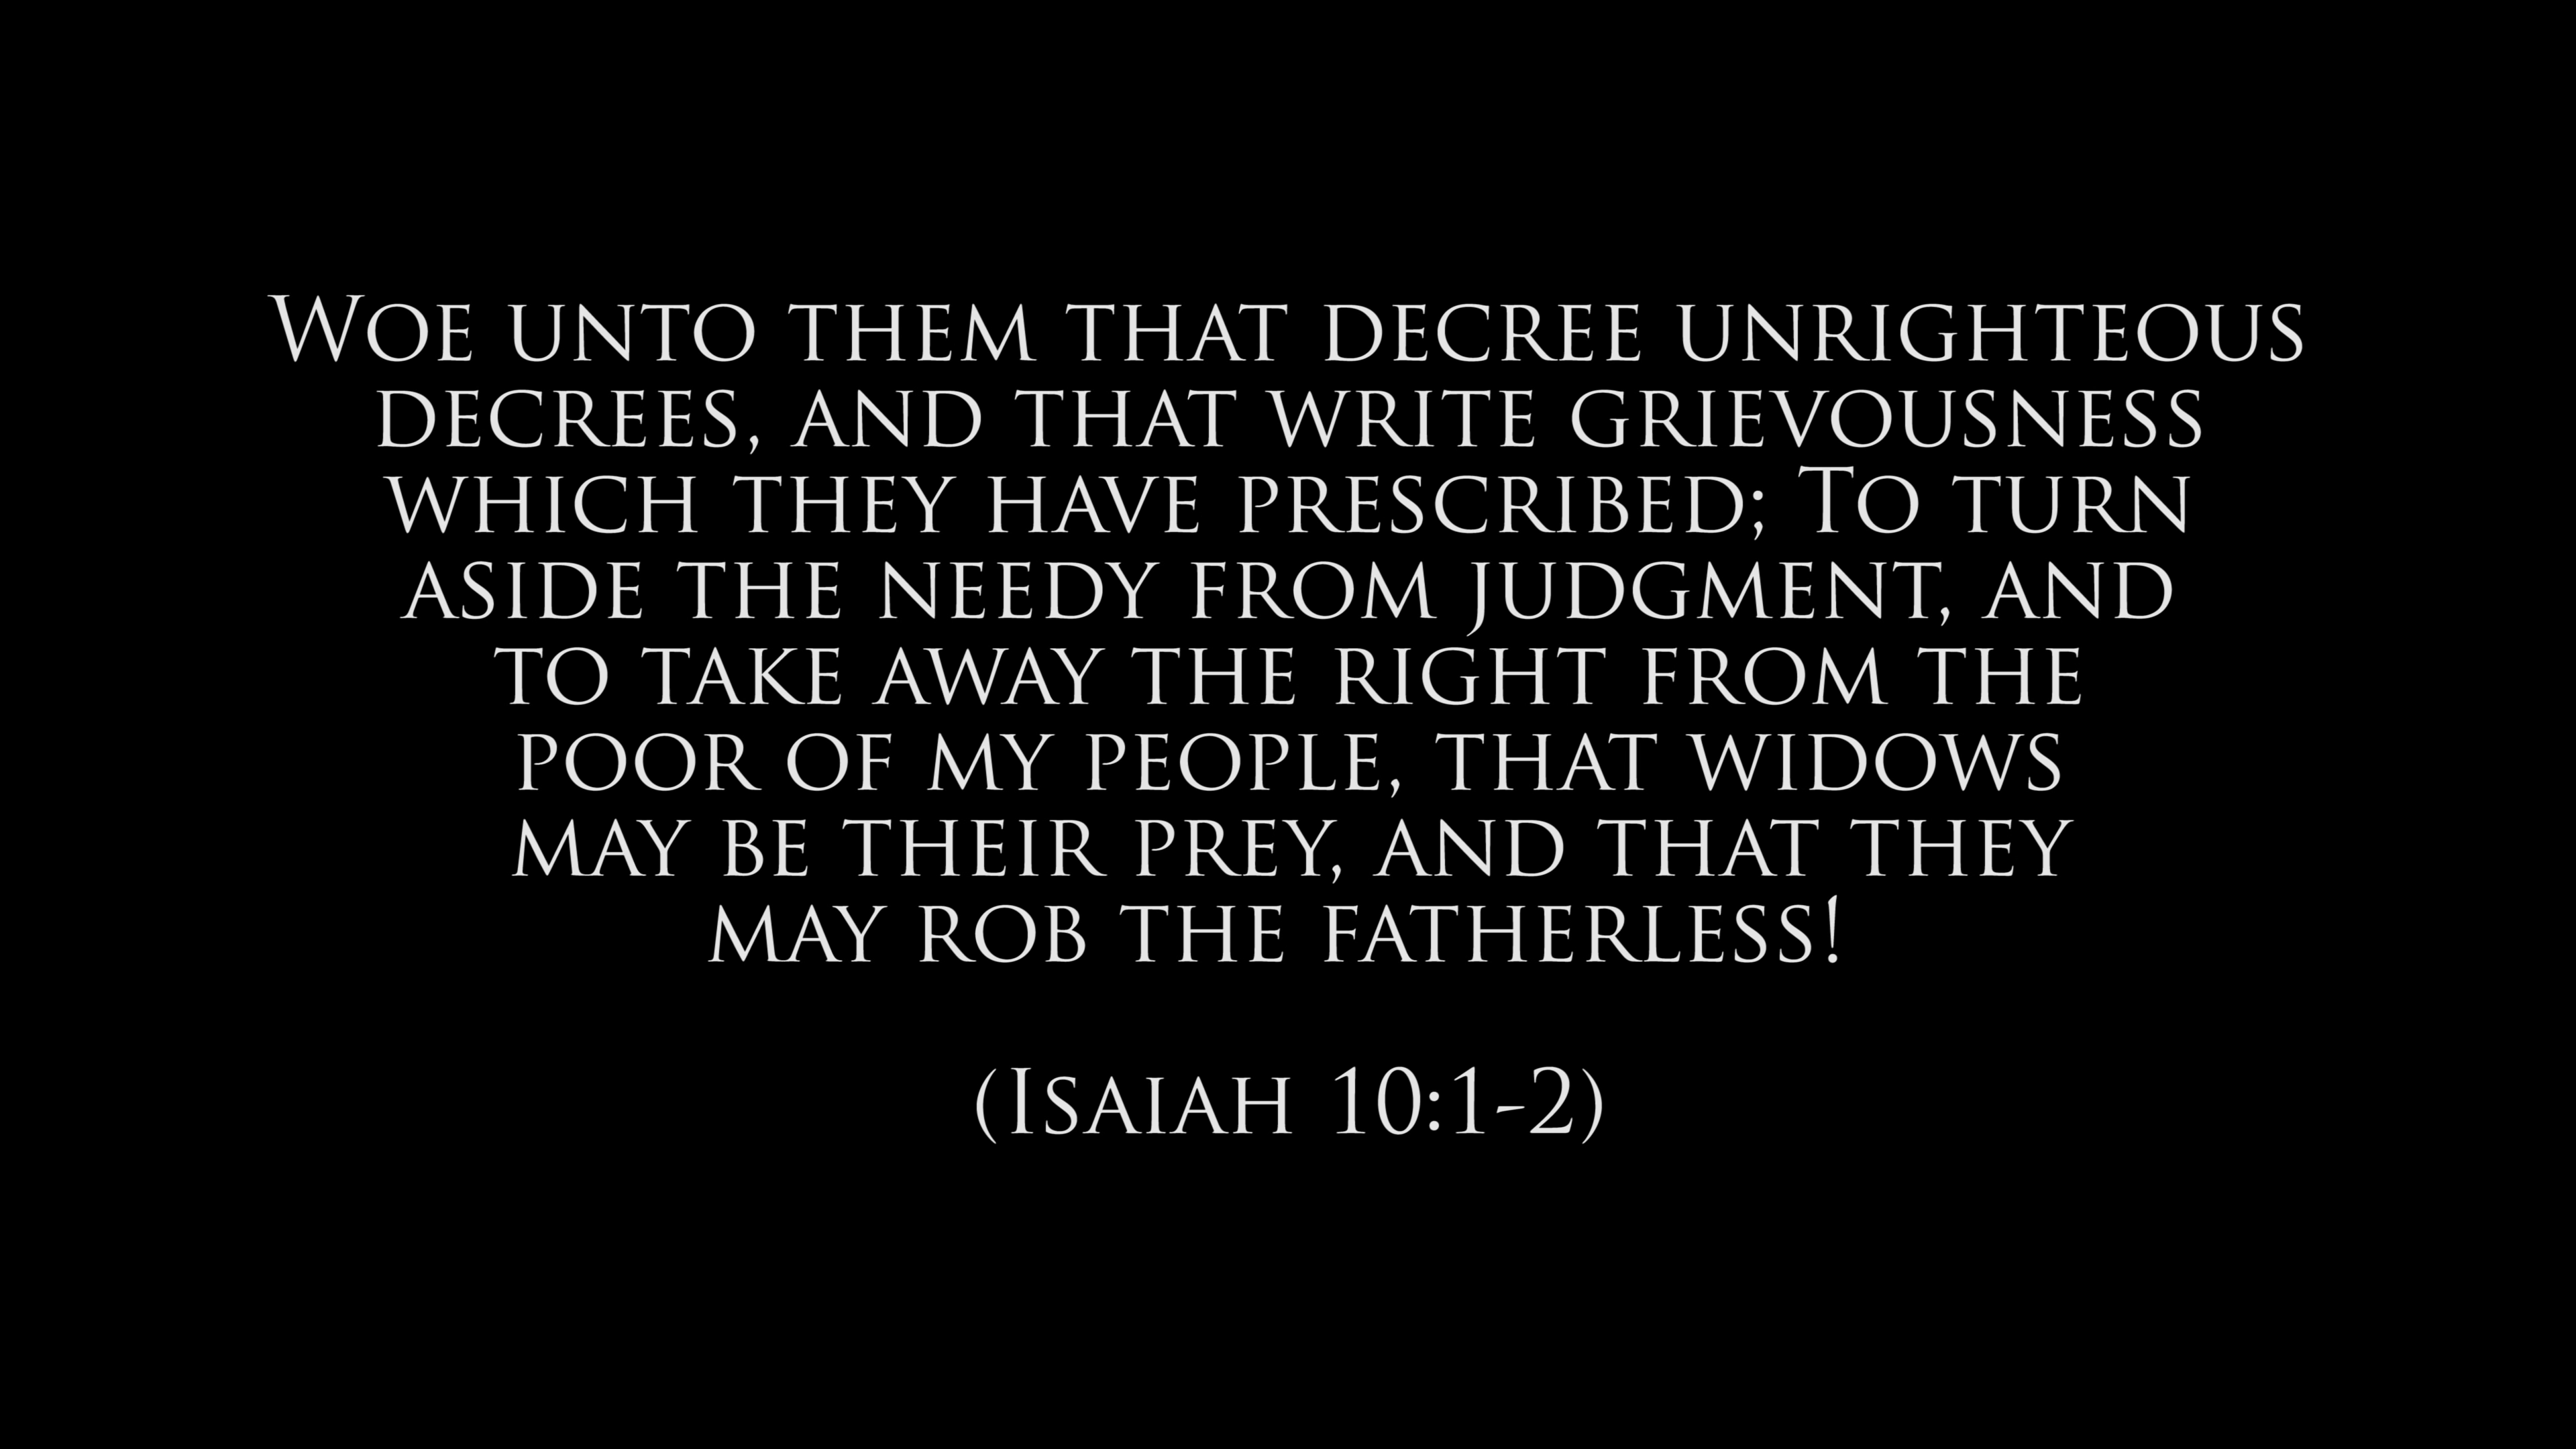 Woe unto them that decree unrighteous
decrees, and that write grievousness
which they have prescribed; To turn
aside the needy from judgment, and
to take away the right from the
poor of my people, that widows
may be their prey, and that they
may rob the fatherless!
(Isaiah 10:1-2)